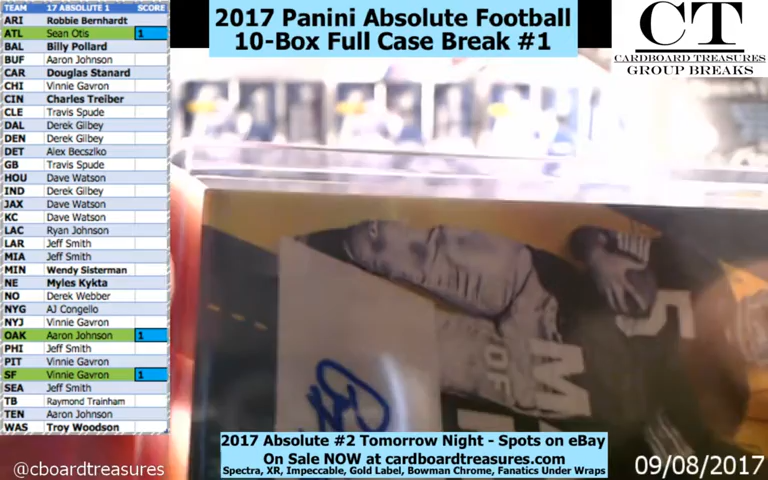 TEAM 17 ABSOLUTE 1 SCORE
ARI Robbie Bernhardt
ATL Sean Otis 1
BAL Billy Pollard
BUF Aaron Johnson
CAR Douglas Stanard
CHI Vinnie Gavron
CIN Charles Treiber
CLE Travis Spude
DAL Derek Gilbey
DEN Derek Gilbey
DET Alex Becszlko
GB Travis Spude
HOU Dave Watson
IND Derek Gilbey
JAX Dave Watson
KC Dave Watson
LAC Ryan Johnson
LAR Jeff Smith
MIA Jeff Smith
MIN Wendy Sisterman
NE Myles Kykta
NO Derek Webber
NYG AJ Congello
NYJ Vinnie Gavron
OAK Aaron Johnson 1
PHI Jeff Smith
PIT Vinnie Gavron
SF Vinnie Gavron 1
SEA Jeff Smith
TB Raymond Trainham
TEN Aaron Johnson
WAS Troy Woodson
@cboardtreasures
2017 Panini Absolute Football
10-Box Full Case Break #1
CT
CARDBOARD TREASURES
GROUP BREAKS
5
OF
2017 Absolute #2 Tomorrow Night - Spots on eBay
On Sale NOW at cardboardtreasures.com
Spectra, XR, Impeccable, Gold Label, Bowman Chrome, Fanatics Under Wraps
09/08/2017